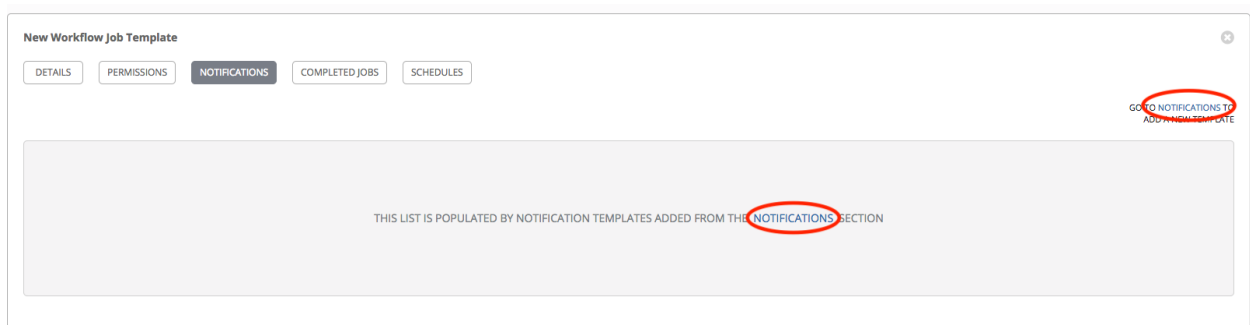 New Workflow Job Template
DETAILS PERMISSIONS NOTIFICATIONS COMPLETED JOBS SCHEDULES
GO TO NOTIFICATIONS TO
ADD A NEW TEMPLATE
THIS LIST IS POPULATED BY NOTIFICATION TEMPLATES ADDED FROM THE NOTIFICATIONS SECTION